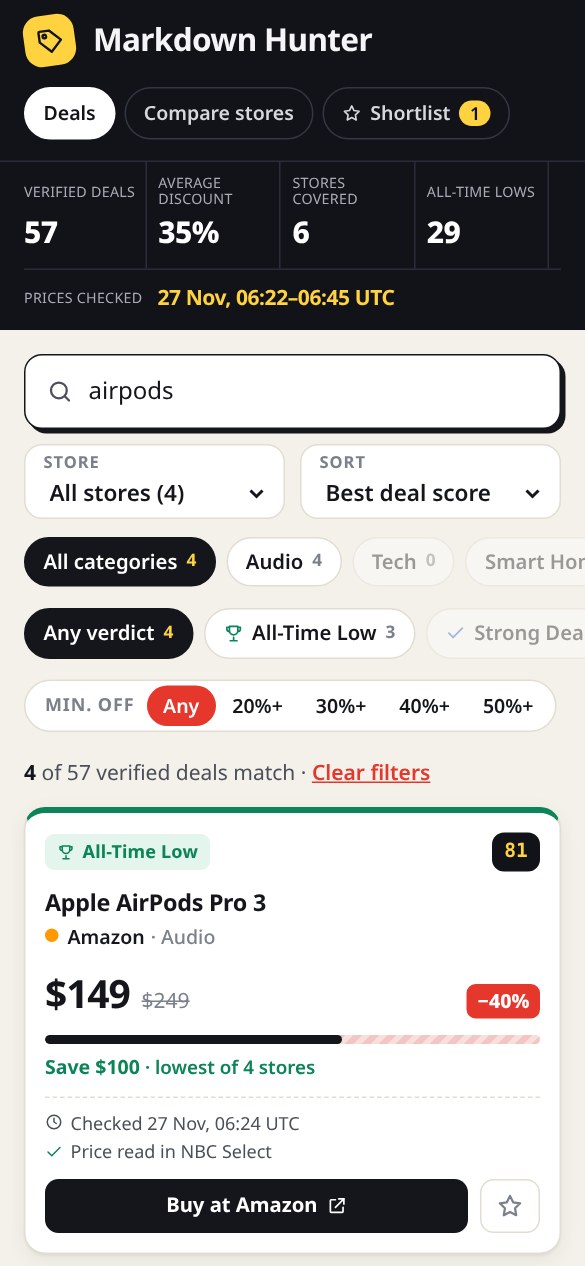 Markdown Hunter
Deals
Compare stores
Shortlist 1
VERIFIED DEALS
57
AVERAGE
DISCOUNT
35%
STORES
COVERED
6
ALL-TIME LOWS
29
PRICES CHECKED 27 Nov, 06:22–06:45 UTC
airpods
STORE
All stores (4)
SORT
Best deal score
All categories 4
Audio 4
Tech 0
Smart Hor
Any verdict 4
All-Time Low 3
Strong Dea
MIN. OFF Any 20%+ 30%+ 40%+ 50%+
4 of 57 verified deals match · Clear filters
All-Time Low
81
Apple AirPods Pro 3
Amazon · Audio
$149 $249
−40%
Save $100 · lowest of 4 stores
Checked 27 Nov, 06:24 UTC
Price read in NBC Select
Buy at Amazon